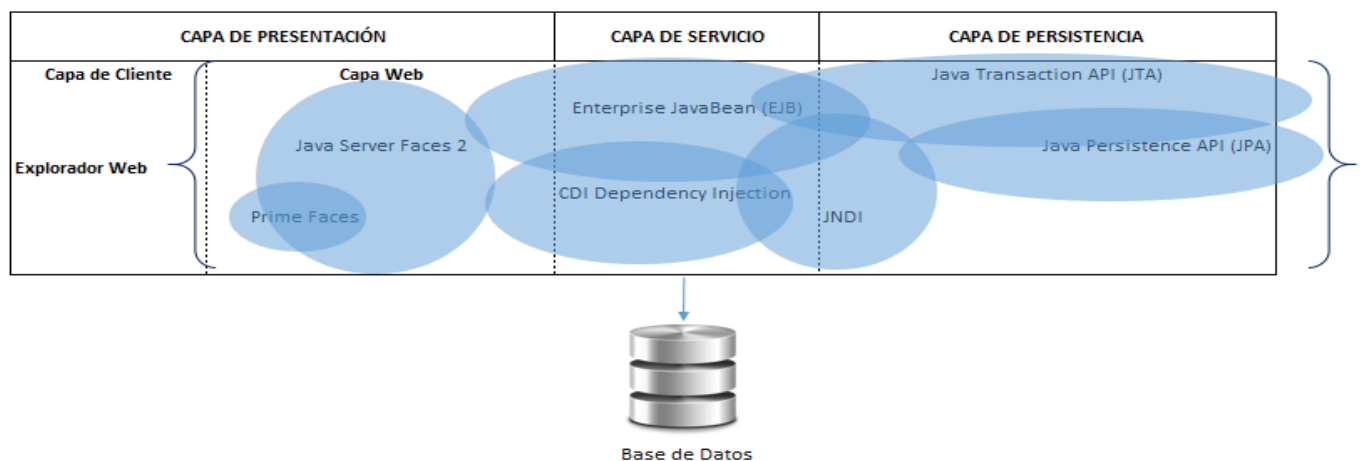 CAPA DE PRESENTACIÓN
CAPA DE SERVICIO
CAPA DE PERSISTENCIA
Capa de Cliente
Capa Web
Java Transaction API (JTA)
Enterprise JavaBean (EJB)
Java Server Faces 2
Java Persistence API (JPA)
Explorador Web
CDI Dependency Injection
Prime Faces
JNDI
Base de Datos